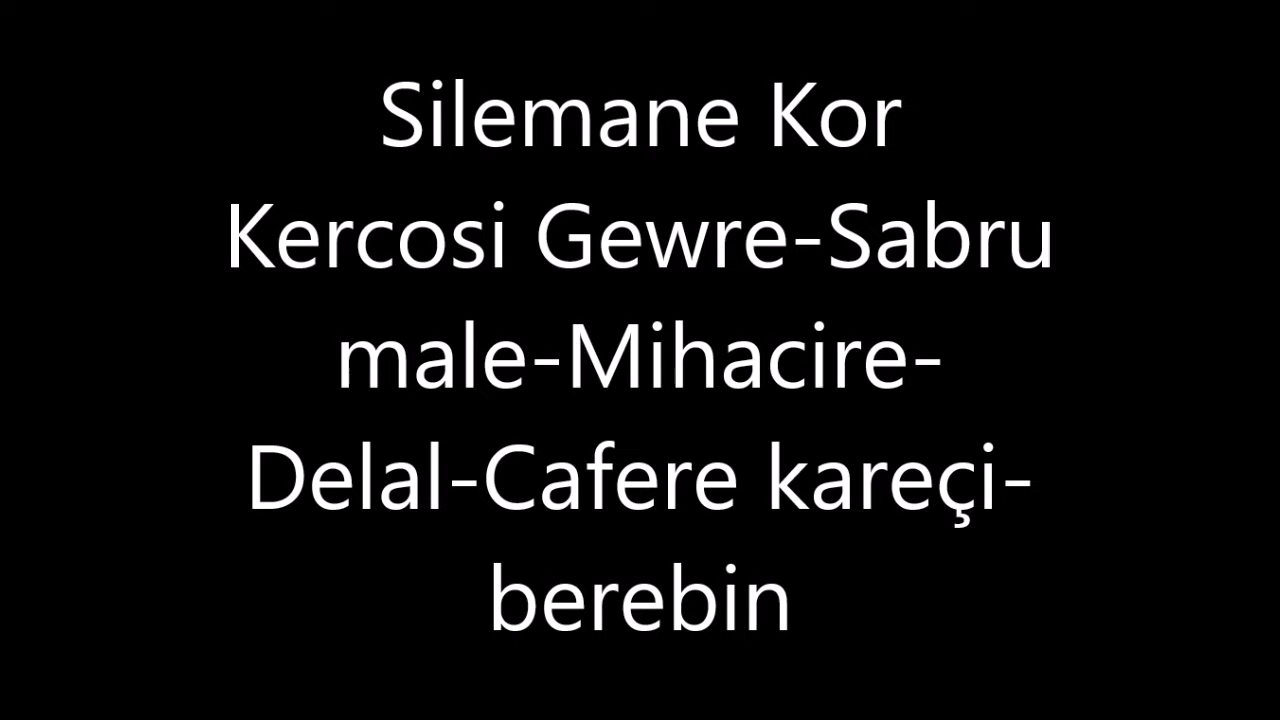 Silemane Kor
Kercosi Gewre-Sabru
male-Mihacire-
Delal-Cafere kareçi-
berebin